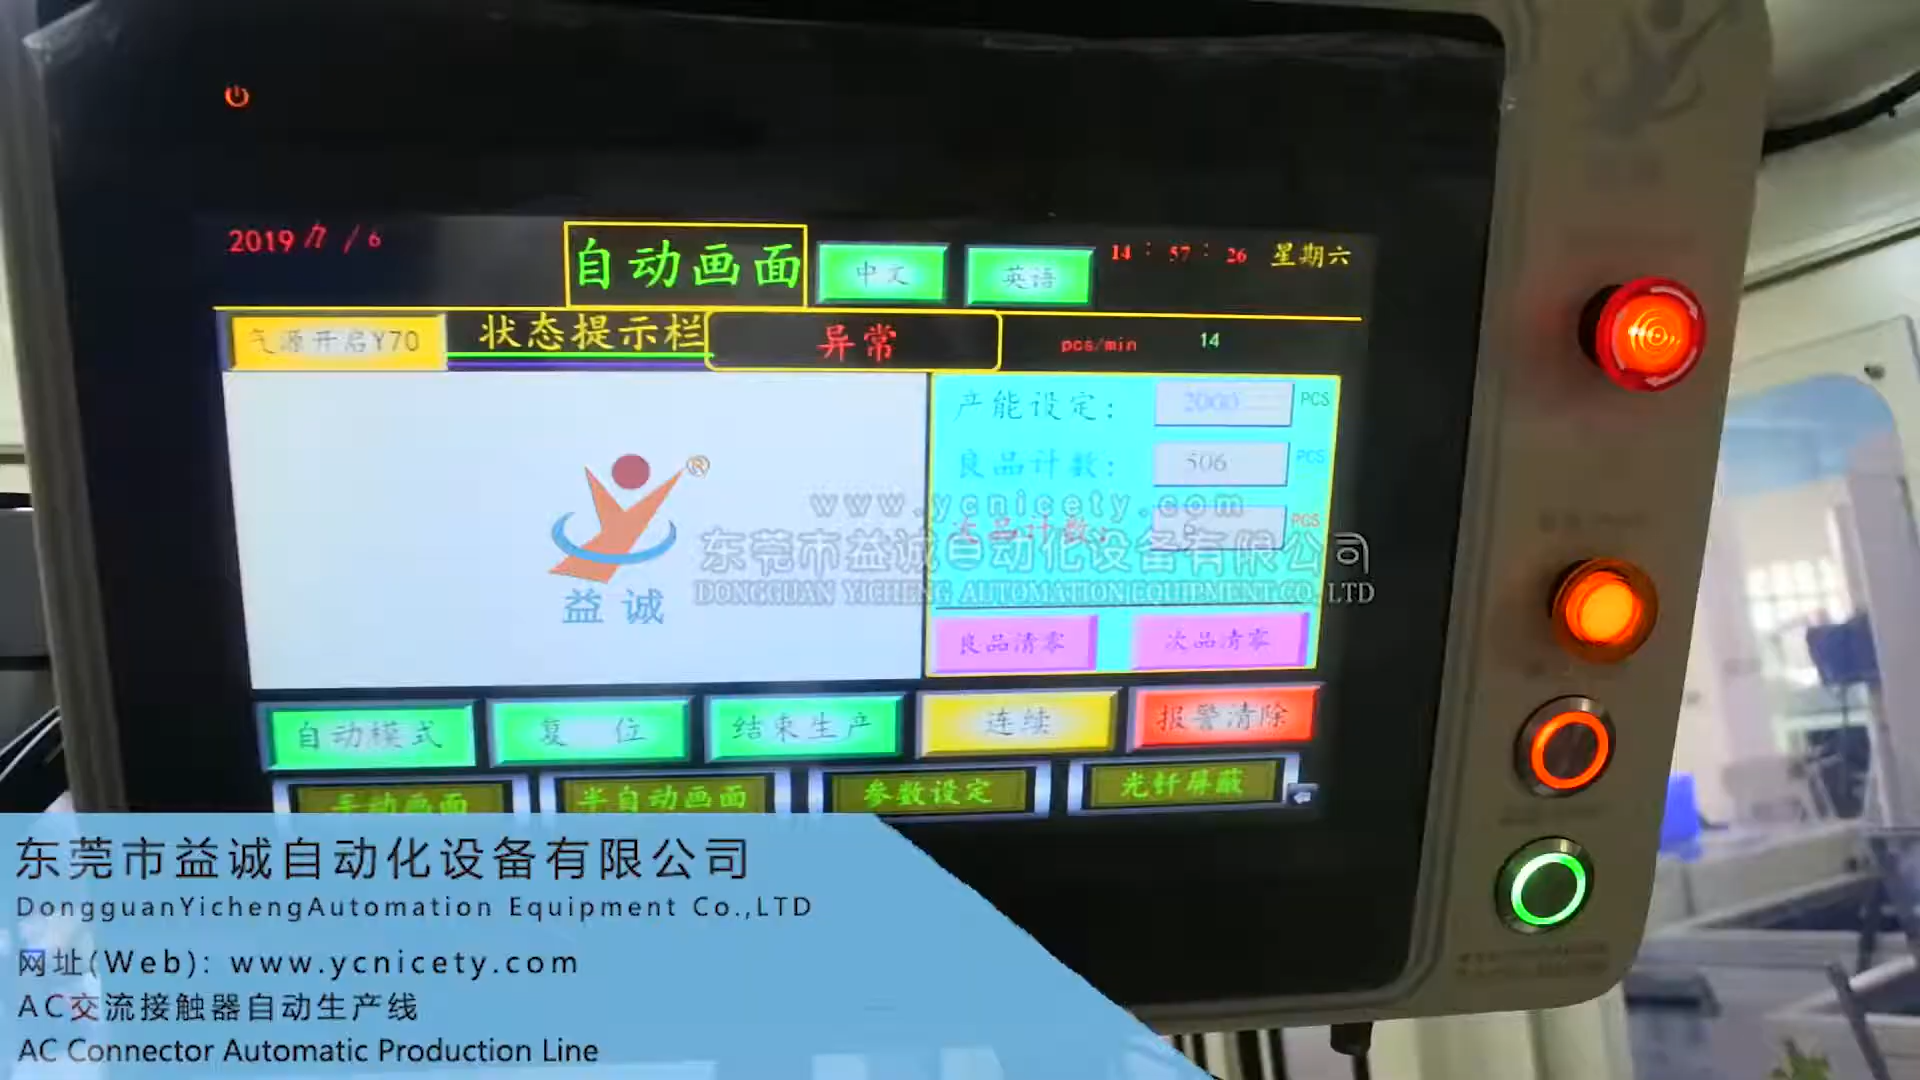 2019 /7 / 6
自动画面
中文
英语
14 : 57 : 26 星期六
气源开启Y70
状态提示栏
异常
pcs/min 14
产能设定: 2000 PCS
良品计数: 506 PCS
次品计数: 6 PCS
®
益诚
www.ycnicety.com
东莞市益诚自动化设备有限公司
DONGGUAN YICHENG AUTOMATION EQUIPMENT CO., LTD
良品清零
次品清零
自动模式
复 位
结束生产
连续
报警清除
手动画面
半自动画面
参数设定
光钎屏蔽
东莞市益诚自动化设备有限公司
DongguanYichengAutomation Equipment Co.,LTD
网址(Web): www.ycnicety.com
AC交流接触器自动生产线
AC Connector Automatic Production Line